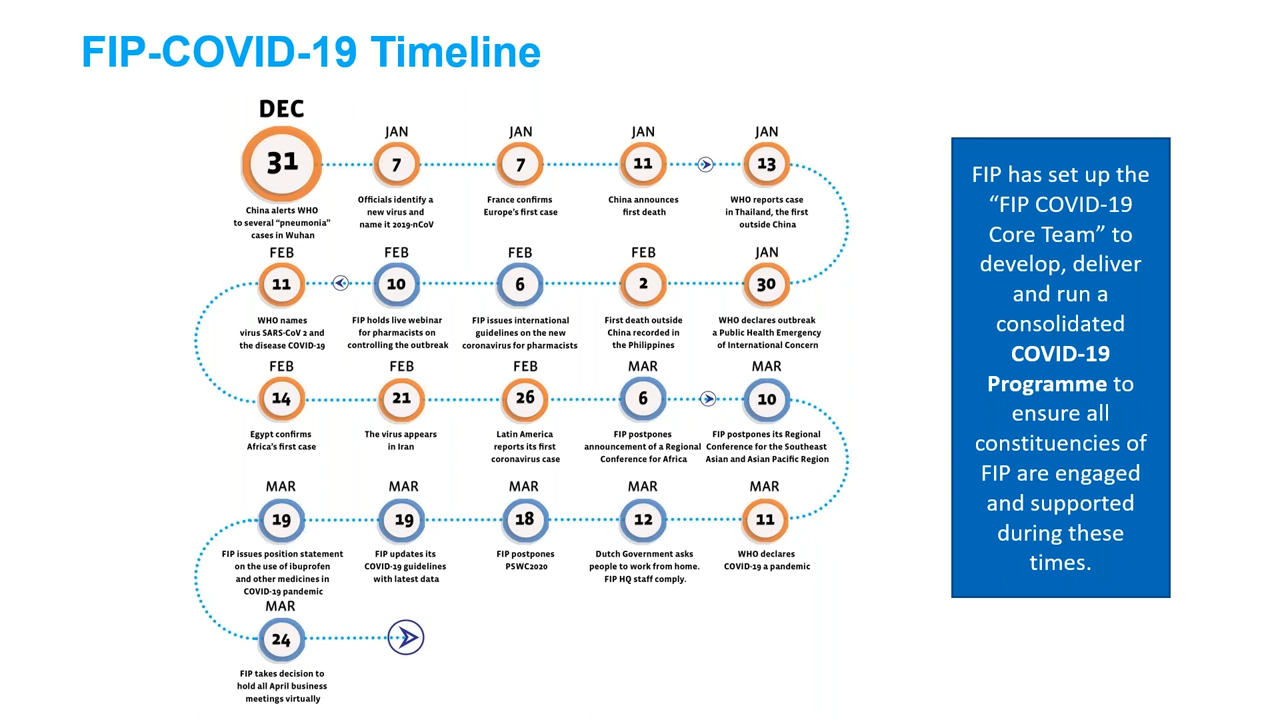 FIP-COVID-19 Timeline
DEC
31
China alerts WHO
to several “pneumonia”
cases in Wuhan
JAN
7
Officials identify a
new virus and
name it 2019-nCoV
JAN
7
France confirms
Europe’s first case
JAN
11
China announces
first death
JAN
13
WHO reports case
in Thailand, the first
outside China
JAN
30
WHO declares outbreak
a Public Health Emergency
of International Concern
FEB
2
First death outside
China recorded in
the Philippines
FEB
6
FIP issues international
guidelines on the new
coronavirus for pharmacists
FEB
10
FIP holds live webinar
for pharmacists on
controlling the outbreak
FEB
11
WHO names
virus SARS-CoV 2 and
the disease COVID-19
FEB
14
Egypt confirms
Africa’s first case
FEB
21
The virus appears
in Iran
FEB
26
Latin America
reports its first
coronavirus case
MAR
6
FIP postpones
announcement of a Regional
Conference for Africa
MAR
10
FIP postpones its Regional
Conference for the Southeast
Asian and Asian Pacific Region
MAR
11
WHO declares
COVID-19 a pandemic
MAR
12
Dutch Government asks
people to work from home.
FIP HQ staff comply.
MAR
18
FIP postpones
PSWC2020
MAR
19
FIP updates its
COVID-19 guidelines
with latest data
MAR
19
FIP issues position statement
on the use of ibuprofen
and other medicines in
COVID-19 pandemic
MAR
24
FIP takes decision to
hold all April business
meetings virtually
FIP has set up the
“FIP COVID-19
Core Team” to
develop, deliver
and run a
consolidated
COVID-19
Programme to
ensure all
constituencies of
FIP are engaged
and supported
during these
times.